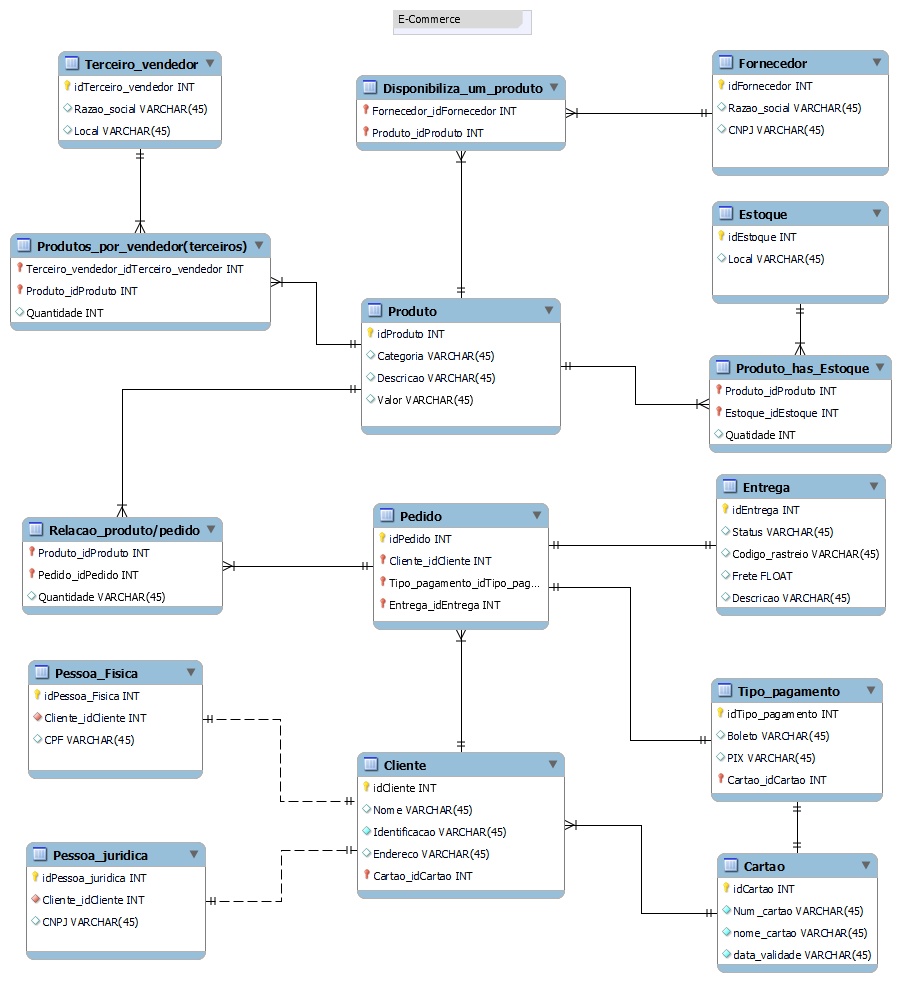 E-Commerce
Terceiro_vendedor
idTerceiro_vendedor INT
Razao_social VARCHAR(45)
Local VARCHAR(45)
Disponibiliza_um_produto
Fornecedor_idFornecedor INT
Produto_idProduto INT
Fornecedor
idFornecedor INT
Razao_social VARCHAR(45)
CNPJ VARCHAR(45)
Estoque
idEstoque INT
Local VARCHAR(45)
Produtos_por_vendedor(terceiros)
Terceiro_vendedor_idTerceiro_vendedor INT
Produto_idProduto INT
Quantidade INT
Produto
idProduto INT
Categoria VARCHAR(45)
Descricao VARCHAR(45)
Valor VARCHAR(45)
Produto_has_Estoque
Produto_idProduto INT
Estoque_idEstoque INT
Quatidade INT
Relacao_produto/pedido
Produto_idProduto INT
Pedido_idPedido INT
Quantidade VARCHAR(45)
Pedido
idPedido INT
Cliente_idCliente INT
Tipo_pagamento_idTipo_pag...
Entrega_idEntrega INT
Entrega
idEntrega INT
Status VARCHAR(45)
Codigo_rastreio VARCHAR(45)
Frete FLOAT
Descricao VARCHAR(45)
Pessoa_Fisica
idPessoa_Fisica INT
Cliente_idCliente INT
CPF VARCHAR(45)
Tipo_pagamento
idTipo_pagamento INT
Boleto VARCHAR(45)
PIX VARCHAR(45)
Cartao_idCartao INT
Cliente
idCliente INT
Nome VARCHAR(45)
Identificacao VARCHAR(45)
Endereco VARCHAR(45)
Cartao_idCartao INT
Pessoa_juridica
idPessoa_juridica INT
Cliente_idCliente INT
CNPJ VARCHAR(45)
Cartao
idCartao INT
Num_cartao VARCHAR(45)
nome_cartao VARCHAR(45)
data_validade VARCHAR(45)